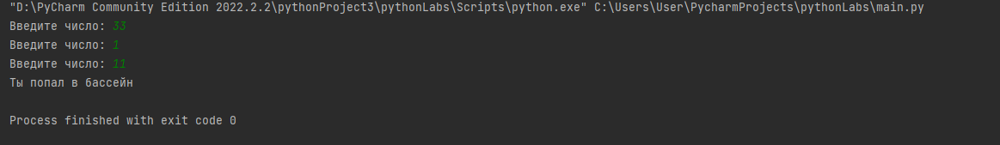 "D:\PyCharm Community Edition 2022.2.2\pythonProject3\pythonLabs\Scripts\python.exe" C:\Users\User\PycharmProjects\pythonLabs\main.py
Введите число: 33
Введите число: 1
Введите число: 11
Ты попал в бассейн
Process finished with exit code 0